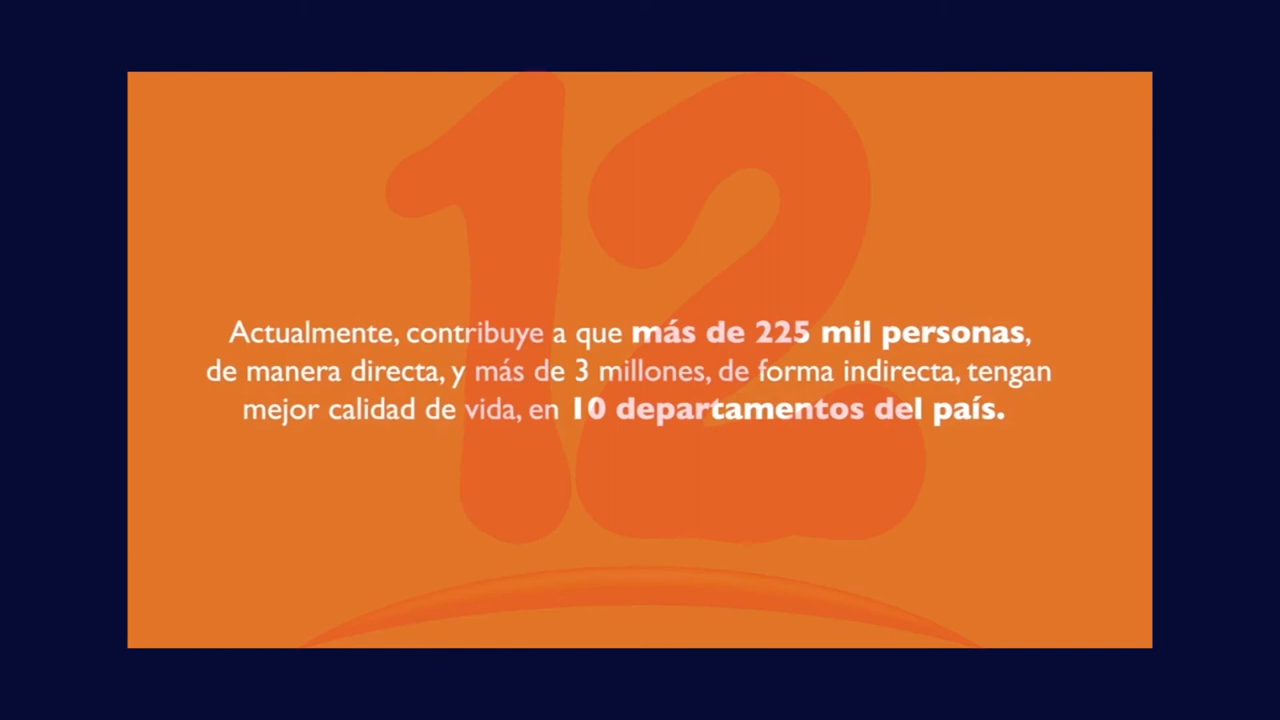 12
Actualmente, contribuye a que más de 225 mil personas,
de manera directa, y más de 3 millones, de forma indirecta, tengan
mejor calidad de vida, en 10 departamentos del país.